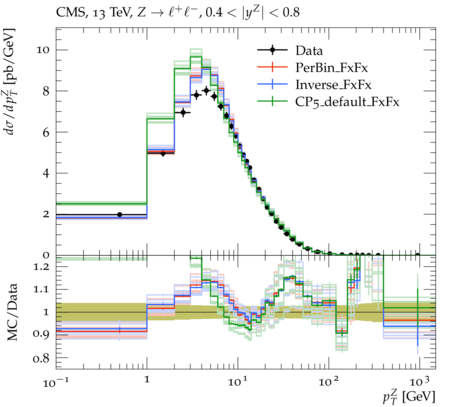 CMS, 13 TeV, Z → ℓ⁺ℓ⁻, 0.4 < |y^Z| < 0.8
dσ/dp_T^Z [pb/GeV]
10
8
6
4
2
0
Data
PerBin_FxFx
Inverse_FxFx
CP5_default_FxFx
MC/Data
1.2
1.1
1
0.9
0.8
10⁻¹ 1 10¹ 10² 10³
p_T^Z [GeV]